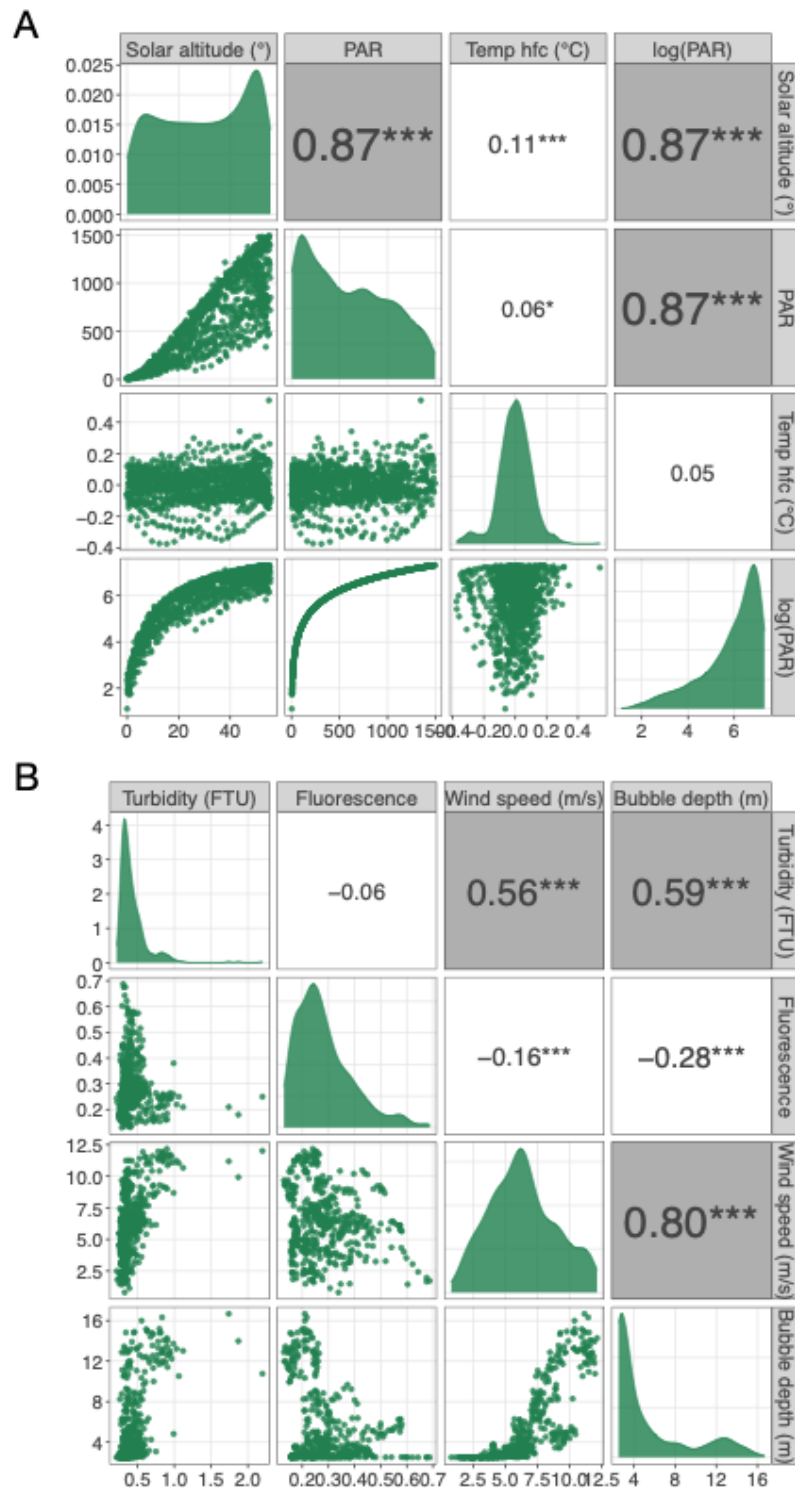 A
Solar altitude (°) PAR Temp hfc (°C) log(PAR)
0.025
0.020
0.015
0.010
0.005
0.000
0.87*** 0.11*** 0.87***
Solar altitude (°)
1500
1000
500
0
0.06* 0.87***
PAR
0.4
0.2
0.0
−0.2
−0.4
0.05
Temp hfc (°C)
6
4
2
log(PAR)
0 20 40 0 500 1000 1500 −0.4 −0.2 0.0 0.2 0.4 2 4 6
B
Turbidity (FTU) Fluorescence Wind speed (m/s) Bubble depth (m)
4
3
2
1
0
−0.06 0.56*** 0.59***
Turbidity (FTU)
0.7
0.6
0.5
0.4
0.3
0.2
−0.16*** −0.28***
Fluorescence
12.5
10.0
7.5
5.0
2.5
0.80***
Wind speed (m/s)
16
12
8
4
Bubble depth (m)
0.5 1.0 1.5 2.0 0.2 0.3 0.4 0.5 0.6 0.7 2.5 5.0 7.5 10.0 12.5 4 8 12 16